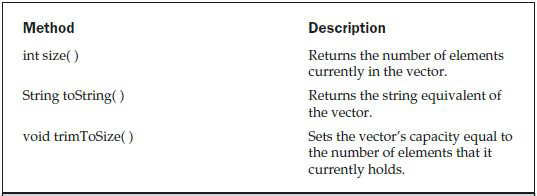 Method Description
int size( ) Returns the number of elements
currently in the vector.
String toString( ) Returns the string equivalent of
the vector.
void trimToSize( ) Sets the vector's capacity equal to
the number of elements that it
currently holds.